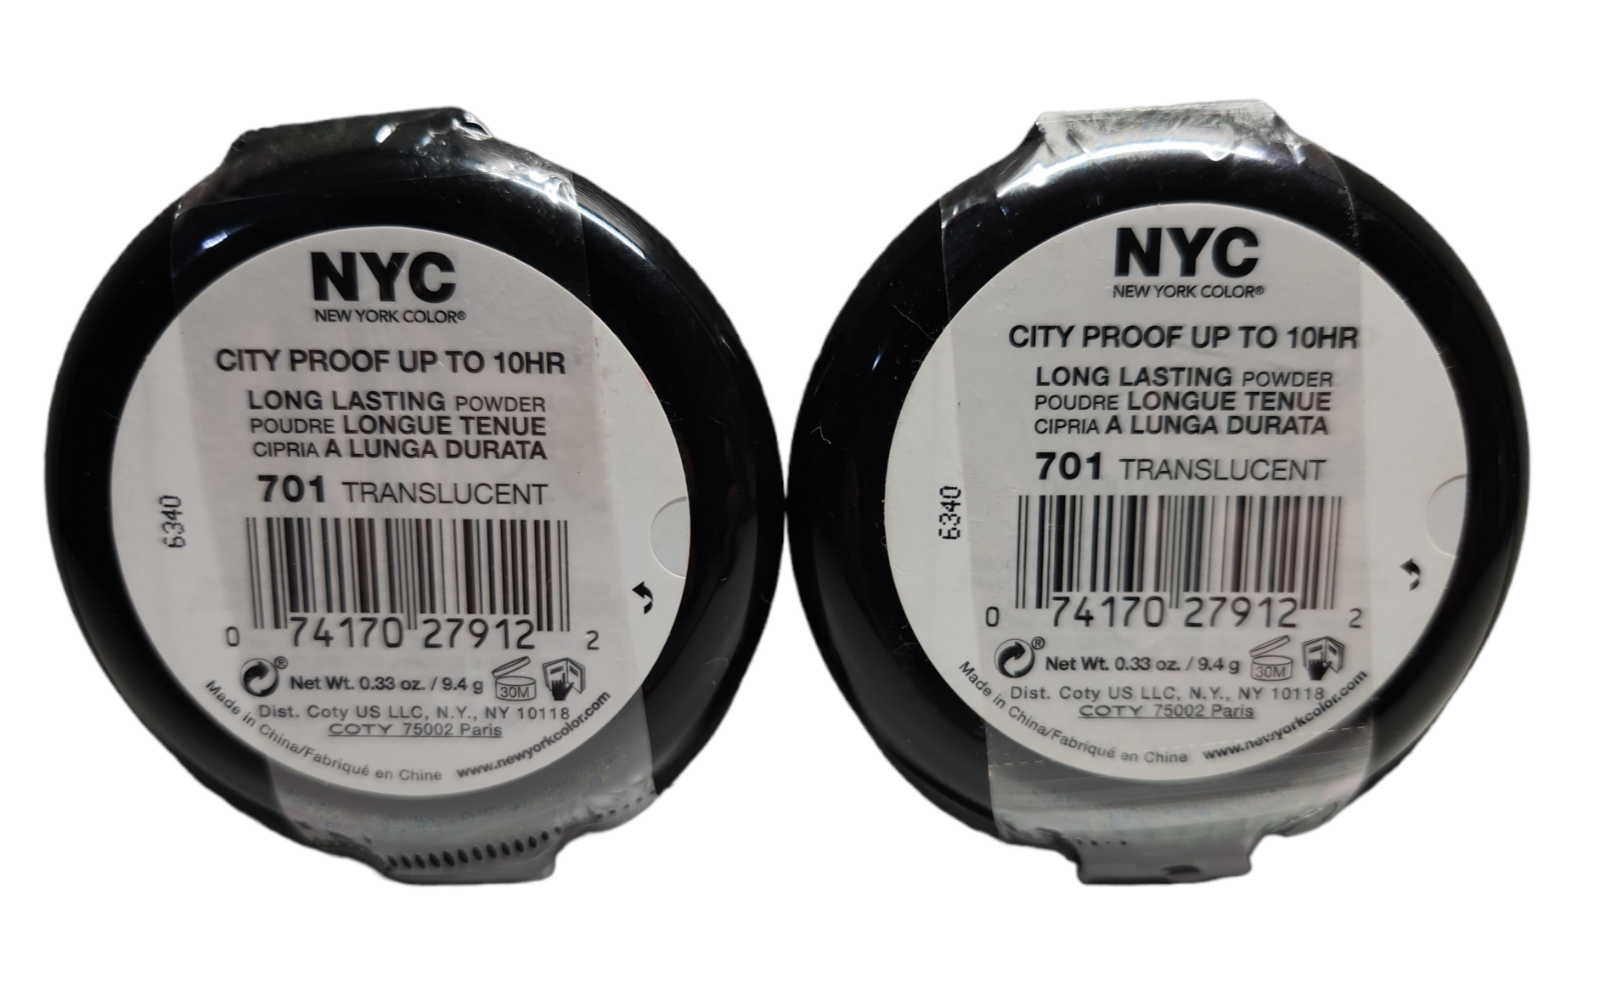 NYC
NEW YORK COLOR®
CITY PROOF UP TO 10HR
LONG LASTING POWDER
POUDRE LONGUE TENUE
CIPRIA A LUNGA DURATA
701 TRANSLUCENT
6340
0 74170 27912 2
® Net Wt. 0.33 oz. / 9.4 g 30M
Dist. Coty US LLC, N.Y., NY 10118
COTY 75002 Paris
Made in China/Fabriqué en Chine www.newyorkcolor.com
NYC
NEW YORK COLOR®
CITY PROOF UP TO 10HR
LONG LASTING POWDER
POUDRE LONGUE TENUE
CIPRIA A LUNGA DURATA
701 TRANSLUCENT
6340
0 74170 27912 2
® Net Wt. 0.33 oz. / 9.4 g 30M
Dist. Coty US LLC, N.Y., NY 10118
COTY 75002 Paris
Made in China/Fabriqué en Chine www.newyorkcolor.com